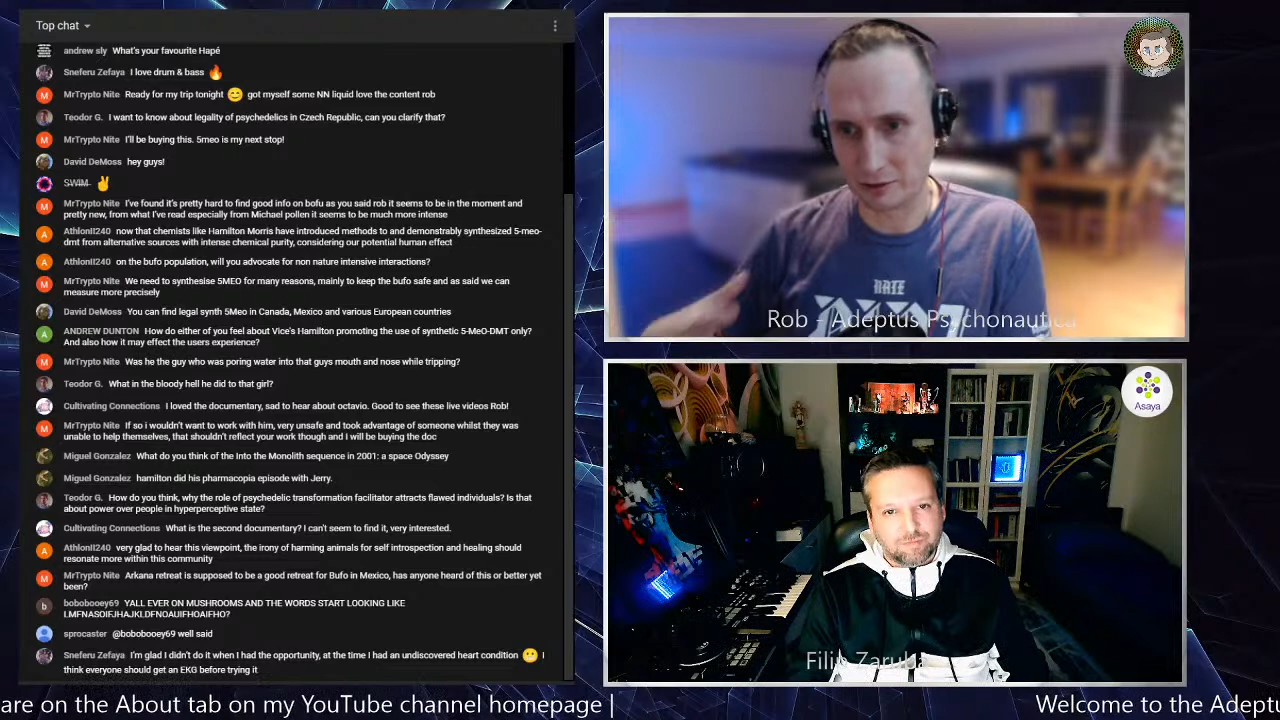 Top chat
andrew sly What's your favourite Hapé
Sneferu Zefaya I love drum & bass 🔥
MrTrypto Nite Ready for my trip tonight 😊 got myself some NN liquid love the content rob
Teodor G. I want to know about legality of psychedelics in Czech Republic, can you clarify that?
MrTrypto Nite I'll be buying this. 5meo is my next stop!
David DeMoss hey guys!
SWIM- ✌
MrTrypto Nite I've found it's pretty hard to find good info on bofu as you said rob it seems to be in the moment and
pretty new, from what I've read especially from Michael pollen it seems to be much more intense
AthlonII240 now that chemists like Hamilton Morris have introduced methods to and demonstrably synthesized 5-meo-
dmt from alternative sources with intense chemical purity, considering our potential human effect
AthlonII240 on the bufo population, will you advocate for non nature intensive interactions?
MrTrypto Nite We need to synthesise 5MEO for many reasons, mainly to keep the bufo safe and as said we can
measure more precisely
David DeMoss You can find legal synth 5Meo in Canada, Mexico and various European countries
ANDREW DUNTON How do either of you feel about Vice's Hamilton promoting the use of synthetic 5-MeO-DMT only?
And also how it may effect the users experience?
MrTrypto Nite Was he the guy who was poring water into that guys mouth and nose while tripping?
Teodor G. What in the bloody hell he did to that girl?
Cultivating Connections I loved the documentary, sad to hear about octavio. Good to see these live videos Rob!
MrTrypto Nite If so i wouldn't want to work with him, very unsafe and took advantage of someone whilst they was
unable to help themselves, that shouldn't reflect your work though and I will be buying the doc
Miguel Gonzalez What do you think of the Into the Monolith sequence in 2001: a space Odyssey
Miguel Gonzalez hamilton did his pharmacopia episode with Jerry.
Teodor G. How do you think, why the role of psychedelic transformation facilitator attracts flawed individuals? Is that
about power over people in hyperperceptive state?
Cultivating Connections What is the second documentary? I can't seem to find it, very interested.
AthlonII240 very glad to hear this viewpoint, the irony of harming animals for self introspection and healing should
resonate more within this community
MrTrypto Nite Arkana retreat is supposed to be a good retreat for Bufo in Mexico, has anyone heard of this or better yet
been?
bobobooey69 YALL EVER ON MUSHROOMS AND THE WORDS START LOOKING LIKE
LMFNASOIFJHAJKLDFNOAUIFHOAIFHO?
sprocaster @bobobooey69 well said
Sneferu Zefaya I'm glad I didn't do it when I had the opportunity, at the time I had an undiscovered heart condition 😬 I
think everyone should get an EKG before trying it
Rob - Adeptus Psychonautica
Asaya
Filip Zaruba
are on the About tab on my YouTube channel homepage |
Welcome to the Adeptu